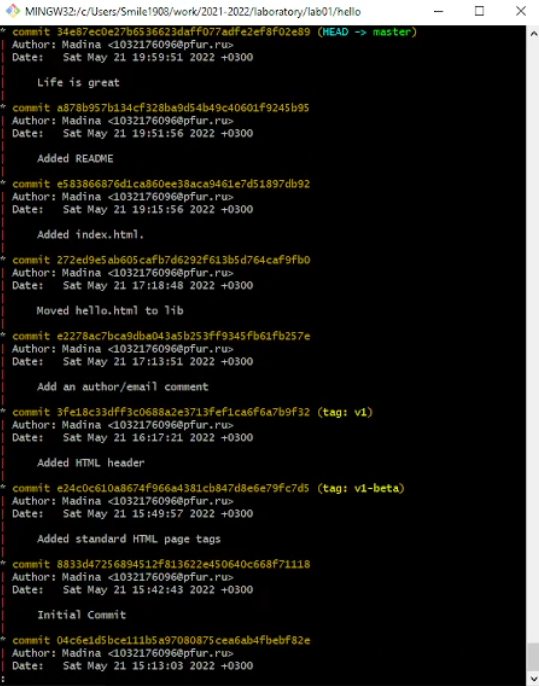 MINGW32:/c/Users/Smile1908/work/2021-2022/laboratory/lab01/hello
* commit 34e87ec0e27b6536623daff077adfe2ef8f02e89 (HEAD -> master)
| Author: Madina <1032176096@pfur.ru>
| Date:   Sat May 21 19:59:51 2022 +0300
|
|     Life is great
|
* commit a878b957b134cf328ba9d54b49c40601f9245b95
| Author: Madina <1032176096@pfur.ru>
| Date:   Sat May 21 19:51:56 2022 +0300
|
|     Added README
|
* commit e583866876d1ca860ee38aca9461e7d51897db92
| Author: Madina <1032176096@pfur.ru>
| Date:   Sat May 21 19:15:56 2022 +0300
|
|     Added index.html.
|
* commit 272ed9e5ab605cafb7d6292f613b5d764caf9fb0
| Author: Madina <1032176096@pfur.ru>
| Date:   Sat May 21 17:18:48 2022 +0300
|
|     Moved hello.html to lib
|
* commit e2278ac7bca9dba043a5b253ff9345fb61fb257e
| Author: Madina <1032176096@pfur.ru>
| Date:   Sat May 21 17:13:51 2022 +0300
|
|     Add an author/email comment
|
* commit 3fe18c33dff3c0688a2e3713fef1ca6f6a7b9f32 (tag: v1)
| Author: Madina <1032176096@pfur.ru>
| Date:   Sat May 21 16:17:21 2022 +0300
|
|     Added HTML header
|
* commit e24c0c610a8674f966a4381cb847d8e6e79fc7d5 (tag: v1-beta)
| Author: Madina <1032176096@pfur.ru>
| Date:   Sat May 21 15:49:57 2022 +0300
|
|     Added standard HTML page tags
|
* commit 8833d47256894512f813622e450640c668f71118
| Author: Madina <1032176096@pfur.ru>
| Date:   Sat May 21 15:42:43 2022 +0300
|
|     Initial Commit
|
* commit 04c6e1d5bce111b5a97080875cea6ab4fbebf82e
| Author: Madina <1032176096@pfur.ru>
| Date:   Sat May 21 15:13:03 2022 +0300
: